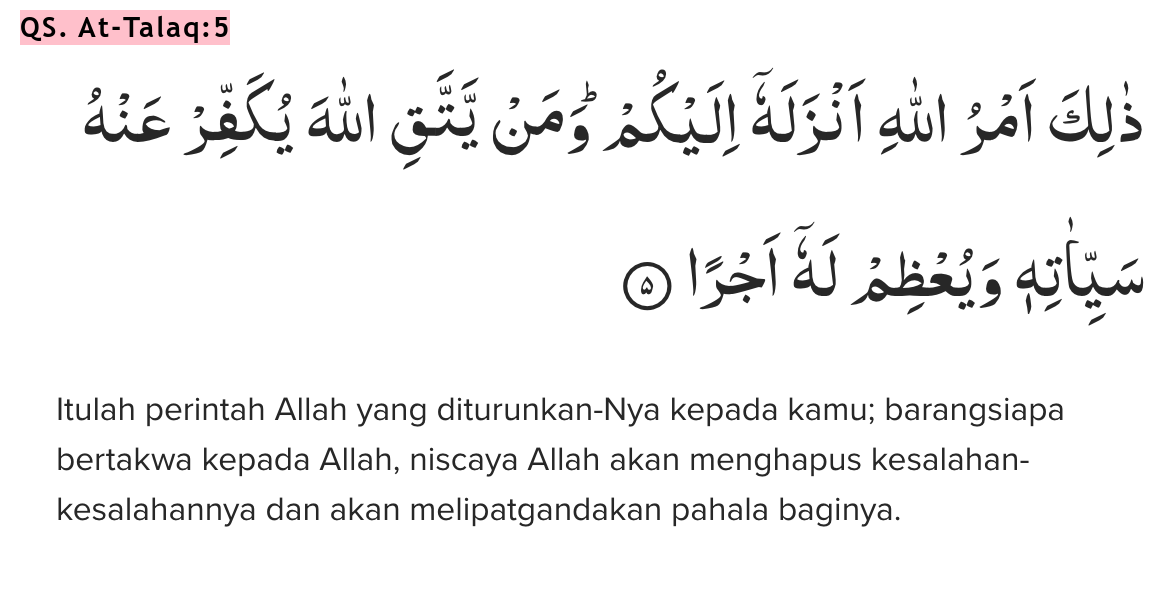 QS. At-Talaq:5
ذٰلِكَ اَمْرُ اللّٰهِ اَنْزَلَهٗٓ اِلَيْكُمْۗ وَمَنْ يَّتَّقِ اللّٰهَ يُكَفِّرْ عَنْهُ
سَيِّاٰتِهٖ وَيُعْظِمْ لَهٗٓ اَجْرًا ۝٥
Itulah perintah Allah yang diturunkan-Nya kepada kamu; barangsiapa
bertakwa kepada Allah, niscaya Allah akan menghapus kesalahan-
kesalahannya dan akan melipatgandakan pahala baginya.